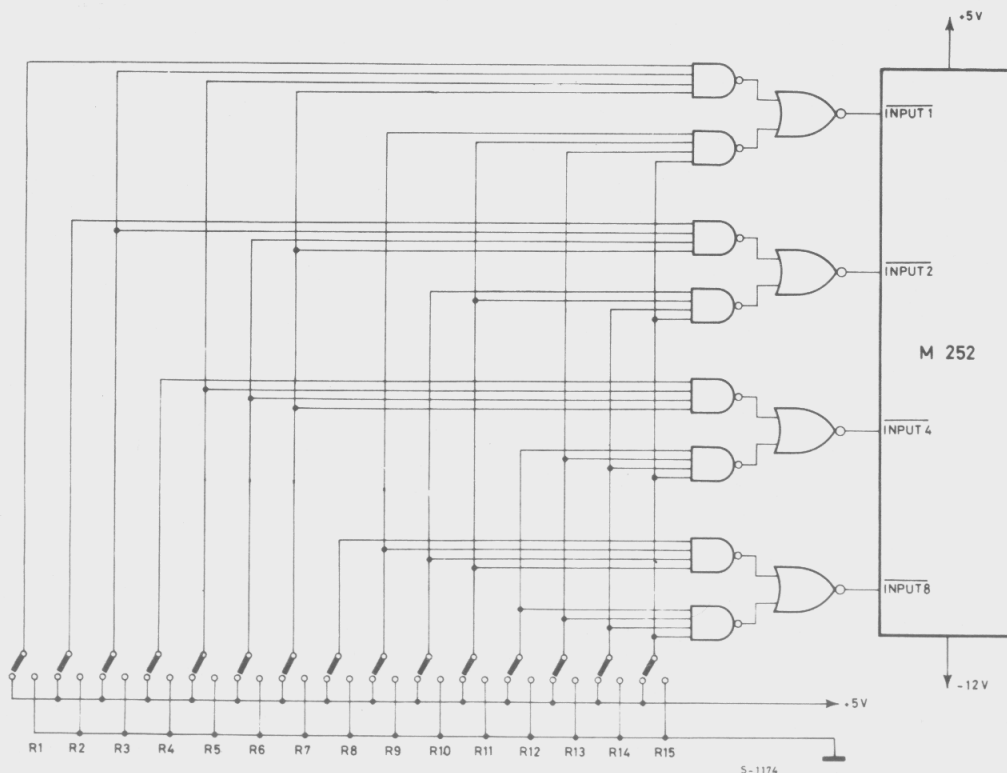 +5V
INPUT 1
INPUT 2
M 252
INPUT 4
INPUT 8
+5V
-12V
R1 R2 R3 R4 R5 R6 R7 R8 R9 R10 R11 R12 R13 R14 R15
S-1174